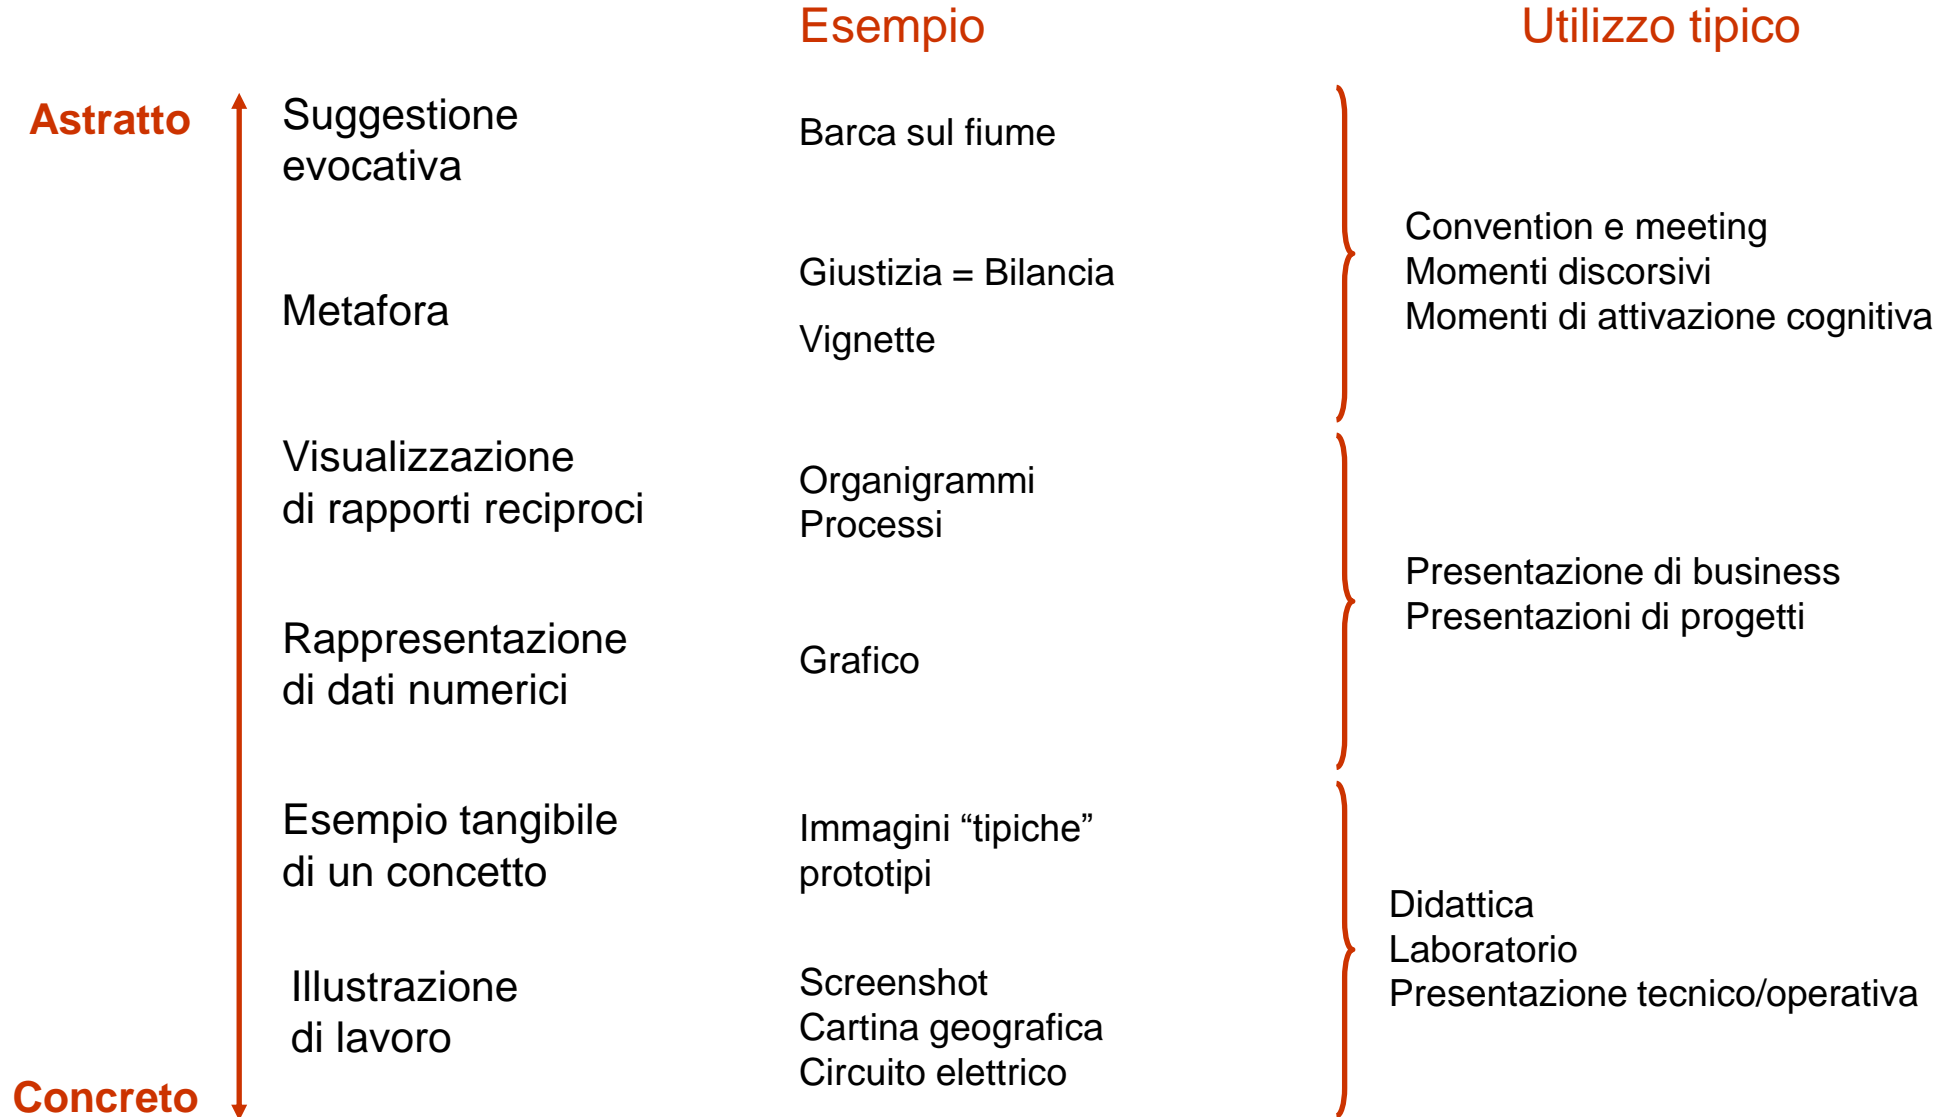 Esempio
Utilizzo tipico
Astratto
Suggestione
evocativa
Barca sul fiume
Metafora
Giustizia = Bilancia
Vignette
Convention e meeting
Momenti discorsivi
Momenti di attivazione cognitiva
Visualizzazione
di rapporti reciproci
Organigrammi
Processi
Rappresentazione
di dati numerici
Grafico
Presentazione di business
Presentazioni di progetti
Esempio tangibile
di un concetto
Immagini “tipiche”
prototipi
Illustrazione
di lavoro
Screenshot
Cartina geografica
Circuito elettrico
Didattica
Laboratorio
Presentazione tecnico/operativa
Concreto